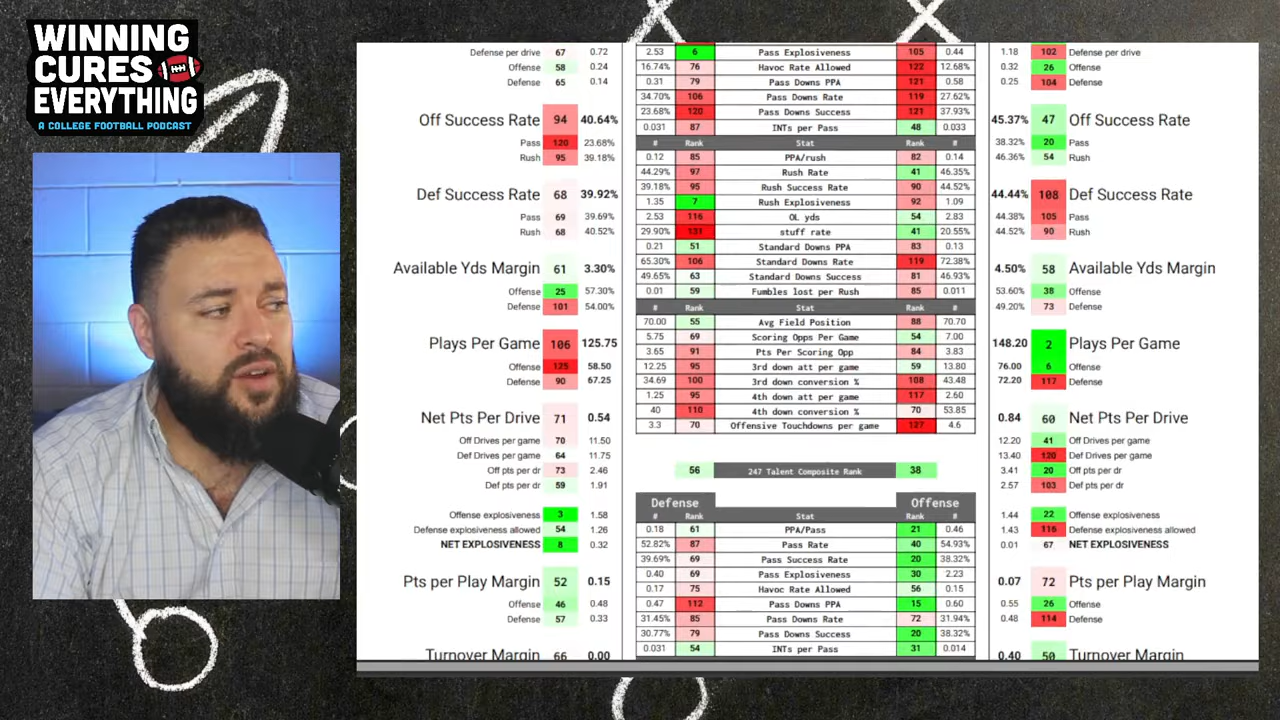 WINNING
CURES
EVERYTHING
A COLLEGE FOOTBALL PODCAST
Defense per drive 67 0.72
Offense 58 0.24
Defense 65 0.14
Off Success Rate 94 40.64%
Pass 120 23.68%
Rush 95 39.18%
Def Success Rate 68 39.92%
Pass 69 39.69%
Rush 68 40.52%
Available Yds Margin 61 3.30%
Offense 25 57.30%
Defense 101 54.00%
Plays Per Game 106 125.75
Offense 125 58.50
Defense 90 67.25
Net Pts Per Drive 71 0.54
Off Drives per game 70 11.50
Def Drives per game 64 11.75
Off pts per dr 73 2.46
Def pts per dr 59 1.91
Offense explosiveness 3 1.58
Defense explosiveness allowed 54 1.26
NET EXPLOSIVENESS 8 0.32
Pts per Play Margin 52 0.15
Offense 46 0.48
Defense 57 0.33
Turnover Margin 66 0.00
2.53 6 Pass Explosiveness 105 0.44
16.74% 76 Havoc Rate Allowed 122 12.68%
0.31 79 Pass Downs PPA 121 0.58
34.70% 106 Pass Downs Rate 119 27.62%
23.68% 120 Pass Downs Success 121 37.93%
0.031 87 INTs per Pass 48 0.033
# Rank Stat Rank #
0.12 85 PPA/rush 82 0.14
44.29% 97 Rush Rate 41 46.35%
39.18% 95 Rush Success Rate 90 44.52%
1.35 7 Rush Explosiveness 92 1.09
2.53 116 OL yds 54 2.83
29.90% 131 stuff rate 41 20.55%
0.21 51 Standard Downs PPA 83 0.13
65.30% 106 Standard Downs Rate 119 72.38%
49.65% 63 Standard Downs Success 81 46.93%
0.01 59 Fumbles lost per Rush 85 0.011
# Rank Stat Rank #
70.00 55 Avg Field Position 88 70.70
5.75 69 Scoring Opps Per Game 54 7.00
3.65 91 Pts Per Scoring Opp 84 3.83
12.25 95 3rd down att per game 59 13.80
34.69 100 3rd down conversion % 108 43.48
1.25 95 4th down att per game 117 2.60
40 110 4th down conversion % 70 53.85
3.3 70 Offensive Touchdowns per game 127 4.6
56 247 Talent Composite Rank 38
Defense Offense
# Rank Stat Rank #
0.18 61 PPA/Pass 21 0.46
52.82% 87 Pass Rate 40 54.93%
39.69% 69 Pass Success Rate 20 38.32%
0.40 69 Pass Explosiveness 30 2.23
0.17 75 Havoc Rate Allowed 56 0.15
0.47 112 Pass Downs PPA 15 0.60
31.45% 85 Pass Downs Rate 72 31.94%
30.77% 79 Pass Downs Success 20 38.32%
0.031 54 INTs per Pass 31 0.014
1.18 102 Defense per drive
0.32 26 Offense
0.25 104 Defense
45.37% 47 Off Success Rate
38.32% 20 Pass
46.36% 54 Rush
44.44% 108 Def Success Rate
44.38% 105 Pass
44.52% 90 Rush
4.50% 58 Available Yds Margin
53.60% 38 Offense
49.20% 73 Defense
148.20 2 Plays Per Game
76.00 6 Offense
72.20 117 Defense
0.84 60 Net Pts Per Drive
12.20 41 Off Drives per game
13.40 120 Def Drives per game
3.41 20 Off pts per dr
2.57 103 Def pts per dr
1.44 22 Offense explosiveness
1.43 116 Defense explosiveness allowed
0.01 67 NET EXPLOSIVENESS
0.07 72 Pts per Play Margin
0.55 26 Offense
0.48 114 Defense
0.40 50 Turnover Margin